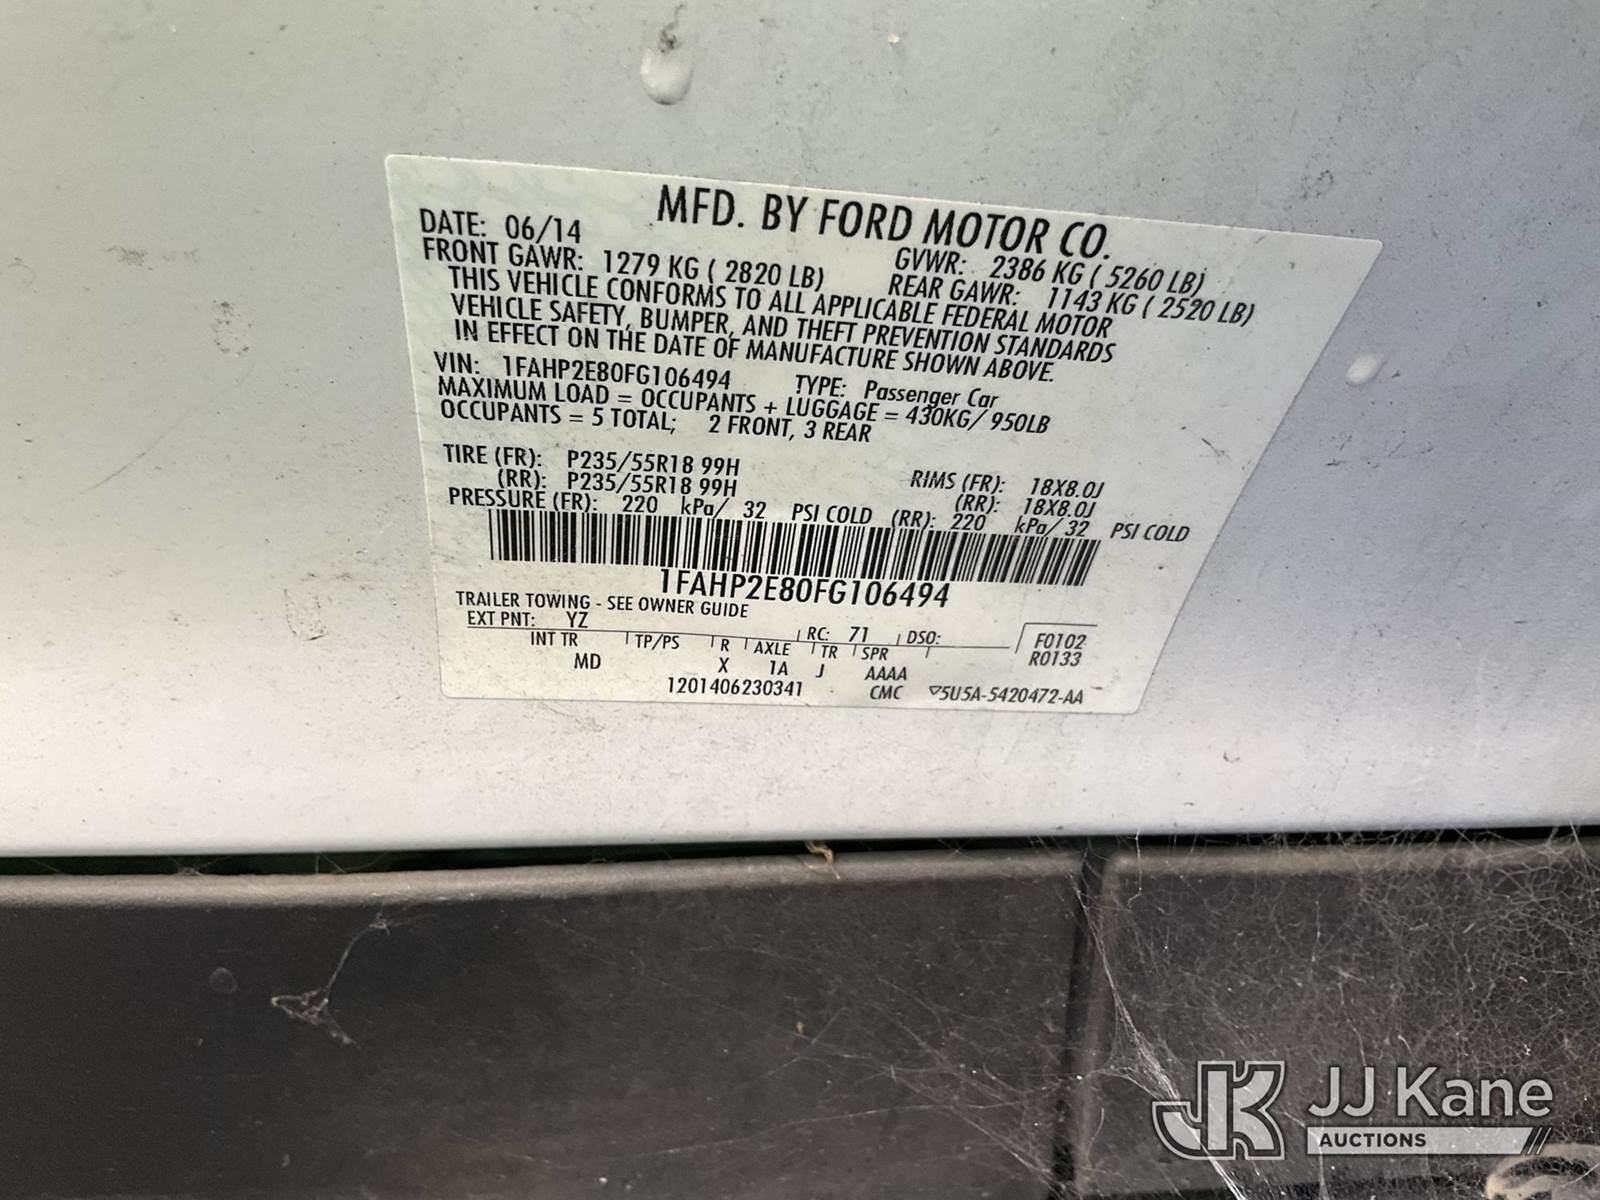 MFD. BY FORD MOTOR CO.
DATE: 06/14 GVWR: 2386 KG ( 5260 LB)
FRONT GAWR: 1279 KG ( 2820 LB) REAR GAWR: 1143 KG ( 2520 LB)
THIS VEHICLE CONFORMS TO ALL APPLICABLE FEDERAL MOTOR
VEHICLE SAFETY, BUMPER, AND THEFT PREVENTION STANDARDS
IN EFFECT ON THE DATE OF MANUFACTURE SHOWN ABOVE.
VIN: 1FAHP2E80FG106494 TYPE: Passenger Car
MAXIMUM LOAD = OCCUPANTS + LUGGAGE = 430KG/ 950LB
OCCUPANTS = 5 TOTAL; 2 FRONT, 3 REAR
TIRE (FR): P235/55R18 99H RIMS (FR): 18X8.0J
(RR): P235/55R18 99H (RR): 18X8.0J
PRESSURE (FR): 220 kPa/ 32 PSI COLD (RR): 220 kPa/ 32 PSI COLD
1FAHP2E80FG106494
TRAILER TOWING - SEE OWNER GUIDE
EXT PNT: YZ RC: 71 DSO: F0102
INT TR TP/PS R AXLE TR SPR R0133
MD X 1A J AAAA
1201406230341 CMC ▽5U5A-5420472-AA
JK JJ Kane
AUCTIONS